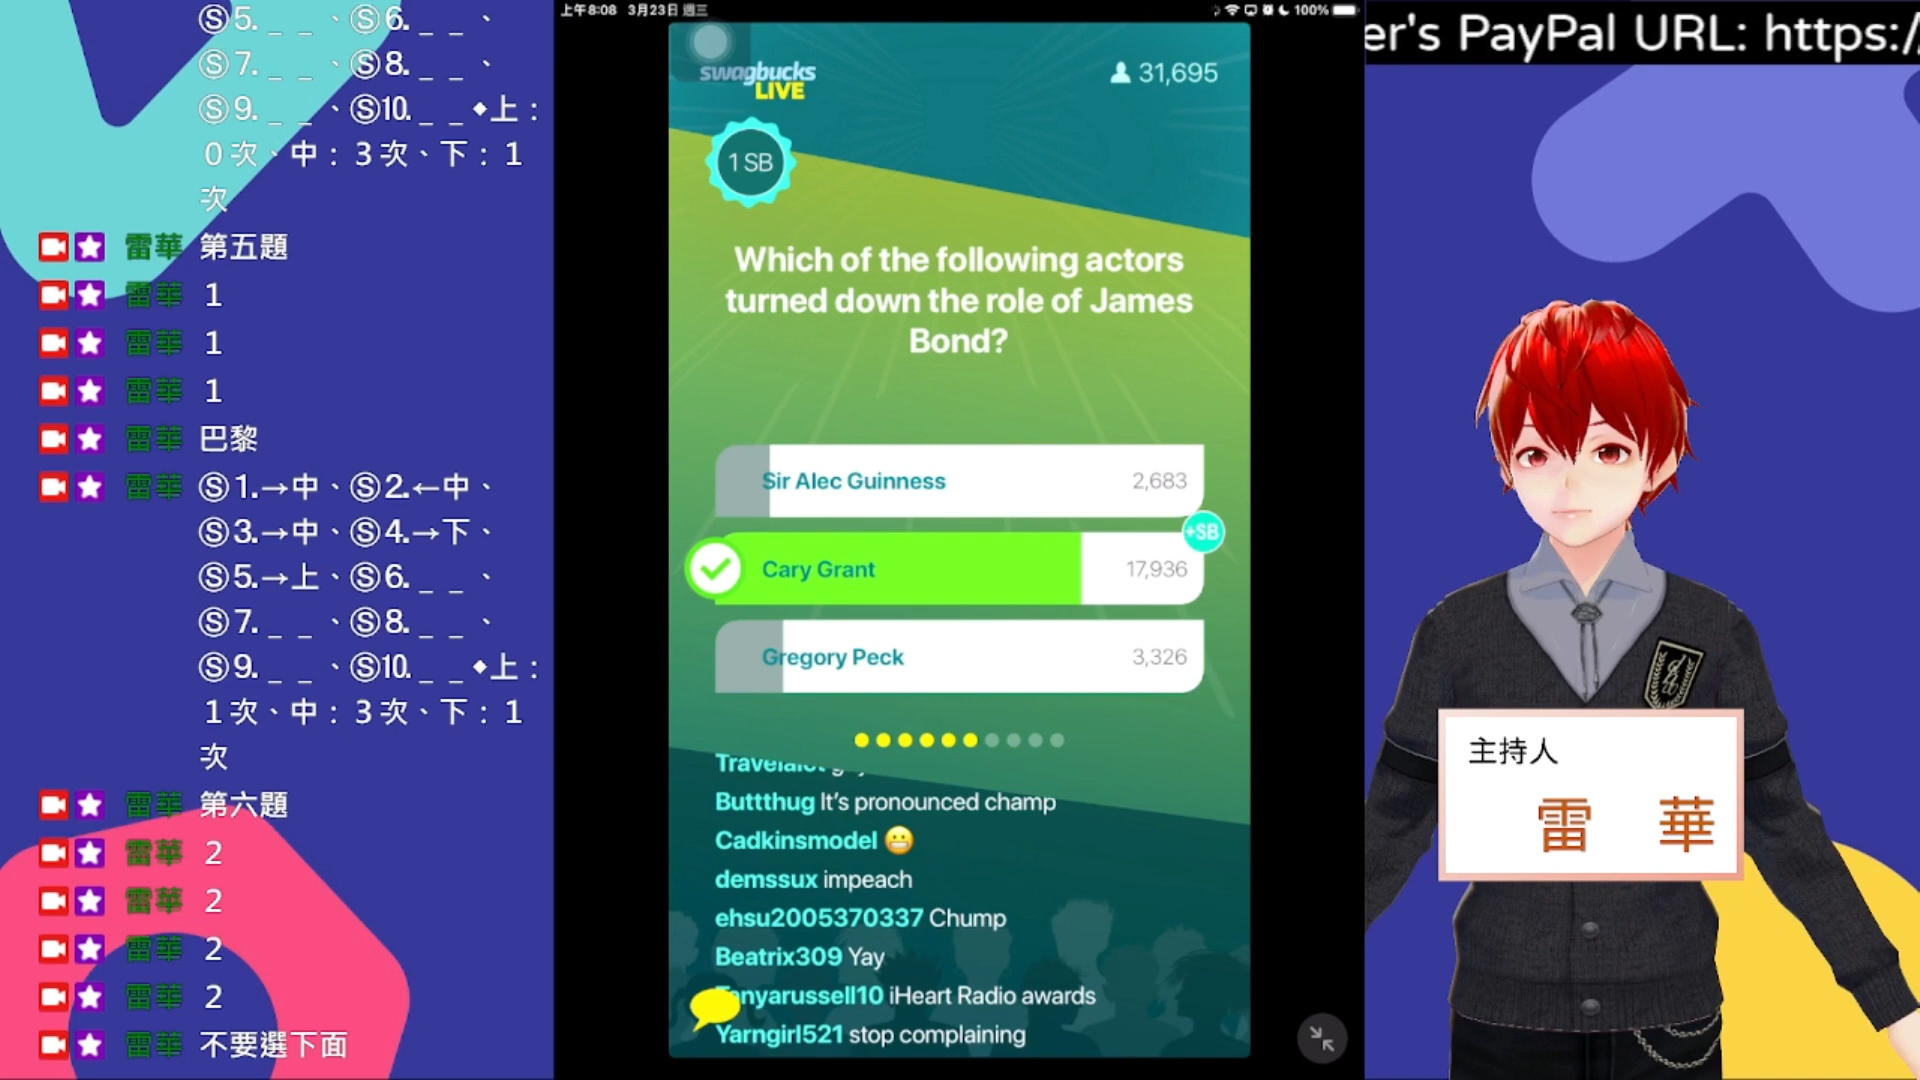 Ⓢ5. _ _ 、Ⓢ6. _ _ 、
Ⓢ7. _ _ 、Ⓢ8. _ _ 、
Ⓢ9. _ _ 、Ⓢ10. _ _ ◆上：
0次、中：3次、下：1
次
雷華 第五題
雷華 1
雷華 1
雷華 1
雷華 巴黎
雷華 Ⓢ1.→中、Ⓢ2.←中、
Ⓢ3.→中、Ⓢ4.→下、
Ⓢ5.→上、Ⓢ6. _ _ 、
Ⓢ7. _ _ 、Ⓢ8. _ _ 、
Ⓢ9. _ _ 、Ⓢ10. _ _ ◆上：
1次、中：3次、下：1
次
雷華 第六題
雷華 2
雷華 2
雷華 2
雷華 2
雷華 不要選下面
上午8:08 3月23日 週三
100%
swagbucks
LIVE
31,695
1 SB
Which of the following actors
turned down the role of James
Bond?
Sir Alec Guinness 2,683
+SB
Cary Grant 17,936
Gregory Peck 3,326
Buttthug It's pronounced champ
Cadkinsmodel 😬
demssux impeach
ehsu2005370337 Chump
Beatrix309 Yay
anyarussell10 iHeart Radio awards
Yarngirl521 stop complaining
er's PayPal URL: https:/
主持人
雷 華